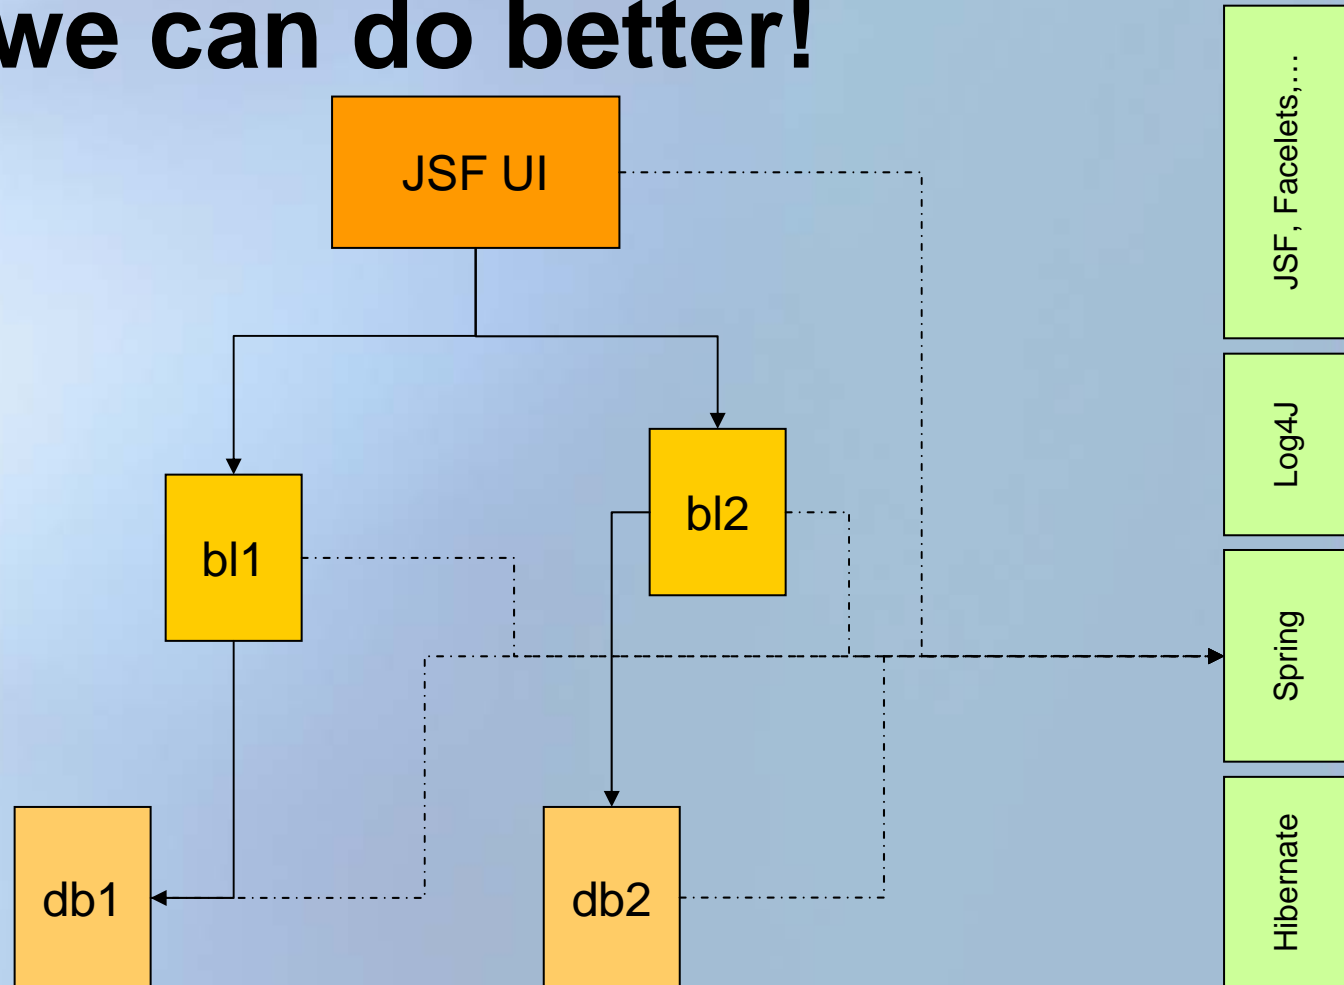 we can do better!
JSF UI
JSF, Facelets,...
Log4J
bl2
bl1
Spring
db1
db2
Hibernate